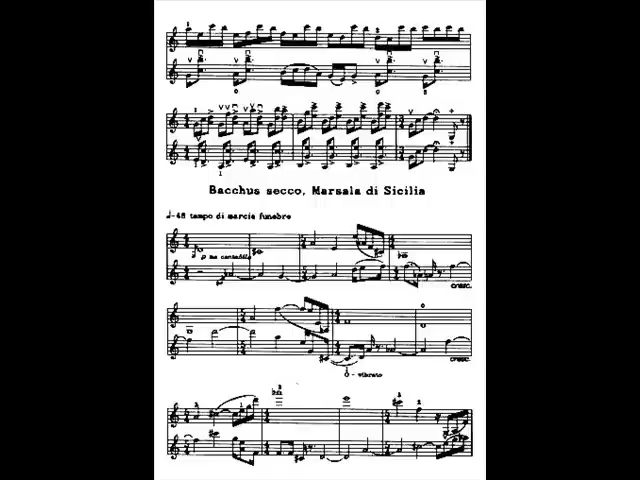 Bacchus secco, Marsala di Sicilia
♩-48 tempo di marcia funebre
p ma cantabile
cresc.
vibrato
cresc.